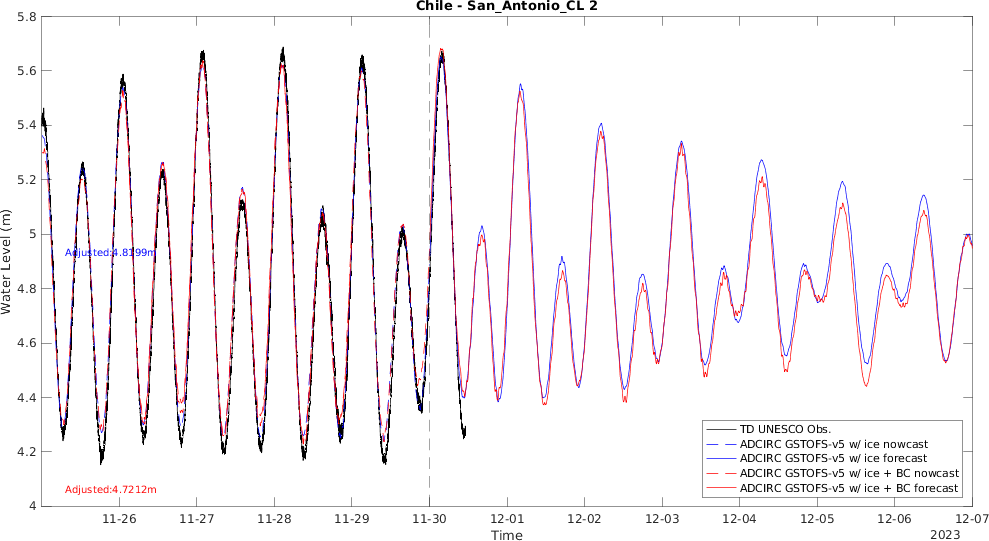 Chile - San_Antonio_CL 2
Water Level (m)
5.8
5.6
5.4
5.2
5
4.8
4.6
4.4
4.2
4
Adjusted:4.8199m
Adjusted:4.7212m
TD UNESCO Obs.
ADCIRC GSTOFS-v5 w/ ice nowcast
ADCIRC GSTOFS-v5 w/ ice forecast
ADCIRC GSTOFS-v5 w/ ice + BC nowcast
ADCIRC GSTOFS-v5 w/ ice + BC forecast
11-26 11-27 11-28 11-29 11-30 12-01 12-02 12-03 12-04 12-05 12-06 12-07
Time
2023